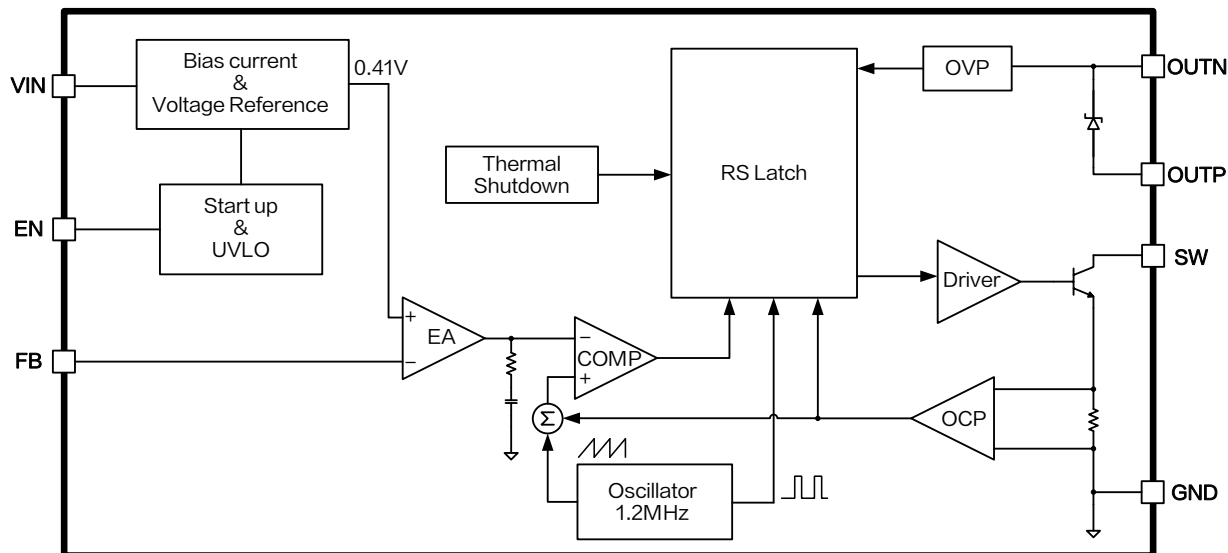 VIN
Bias current
&
Voltage Reference
0.41V
OVP
OUTN
Thermal
Shutdown
RS Latch
OUTP
EN
Start up
&
UVLO
SW
Driver
FB
+
−
EA
−
+
COMP
Σ
OCP
Oscillator
1.2MHz
GND